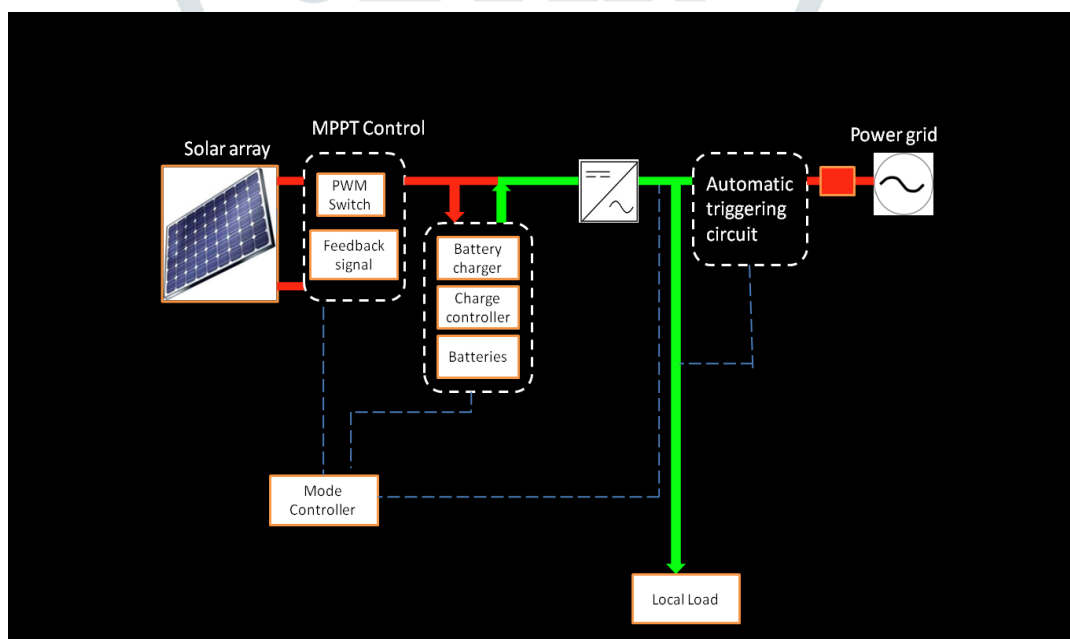 Solar array
MPPT Control
PWM
Switch
Feedback
signal
Battery
charger
Charge
controller
Batteries
Automatic
triggering
circuit
Power grid
Mode
Controller
Local Load